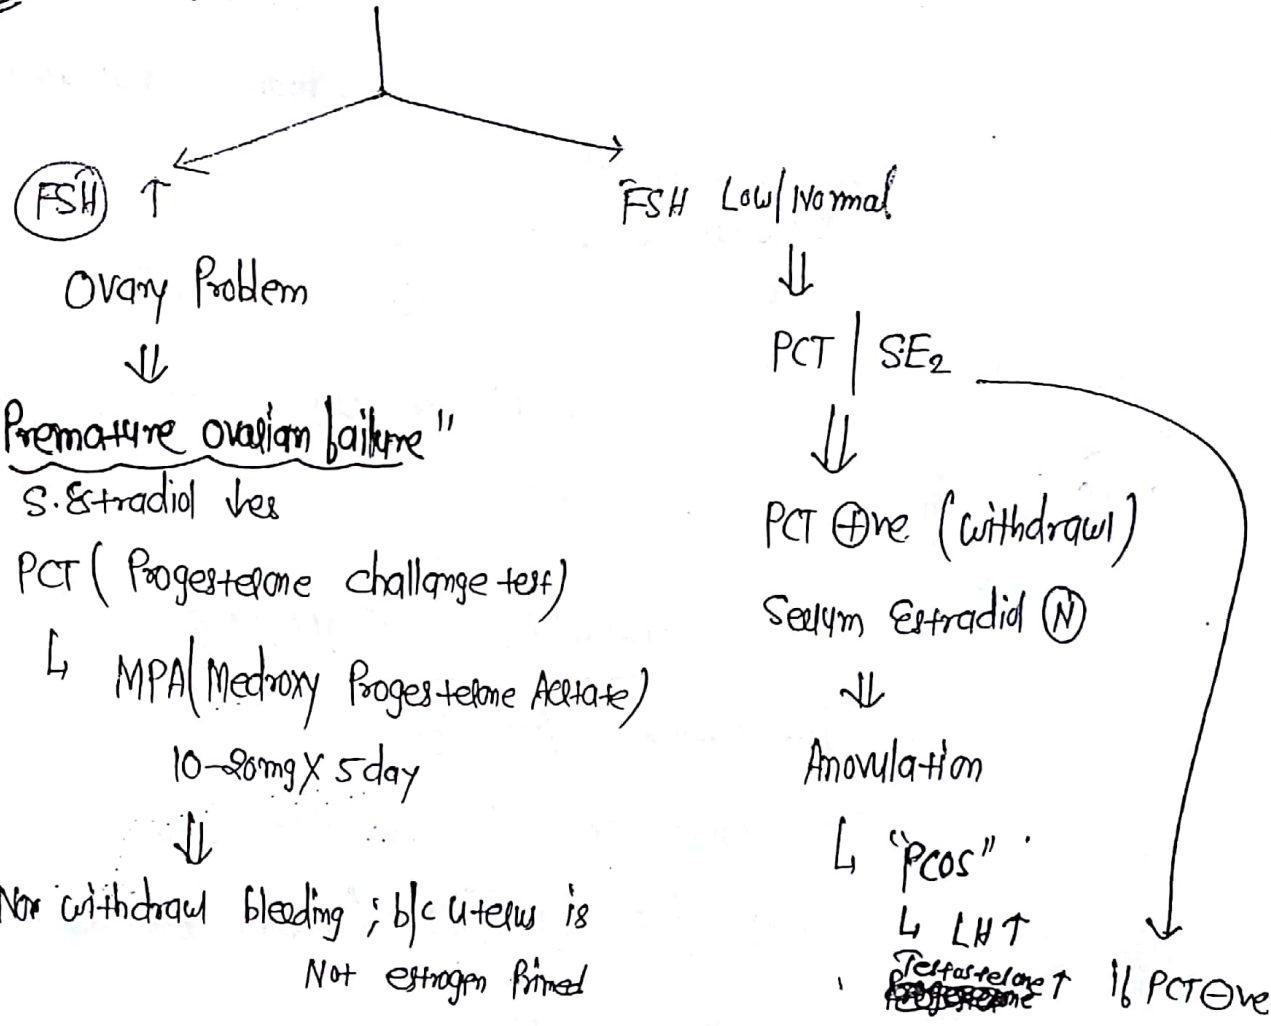 FSH ↑
Ovary Problem
⇓
Premature ovarian failure"
S. Estradiol ↓es
PCT ( Progesterone challange test)
↳ MPA ( Medroxy Progesterone Acetate)
10-20mg X 5 day
⇓
withdrawl bleeding ; b/c uterus is
Not estrogen Primed
FSH Low/Normal
⇓
PCT | SE2
⇓
PCT ⊕ve (withdrawl)
Serum Estradiol Ⓝ
⇓
Anovulation
↳ "PCOS"
↳ LH ↑
Testosterone ↑
If PCT ⊖ve